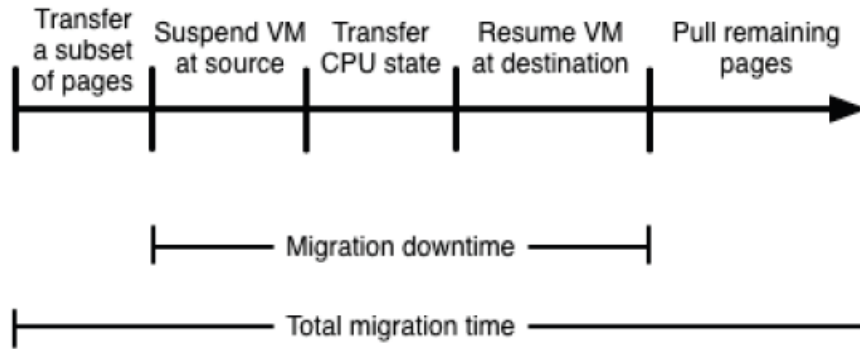 Transfer
a subset
of pages
Suspend VM
at source
Transfer
CPU state
Resume VM
at destination
Pull remaining
pages
Migration downtime
Total migration time